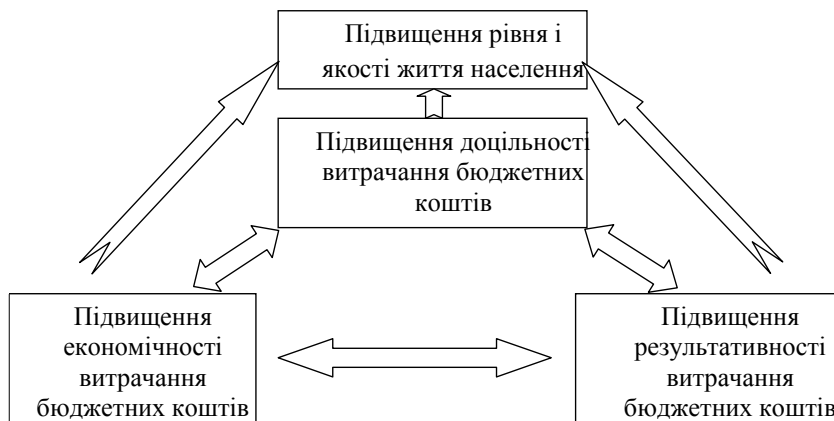 Підвищення рівня і
якості життя населення
Підвищення доцільності
витрачання бюджетних
коштів
Підвищення
економічності
витрачання
бюджетних коштів
Підвищення
результативності
витрачання
бюджетних коштів